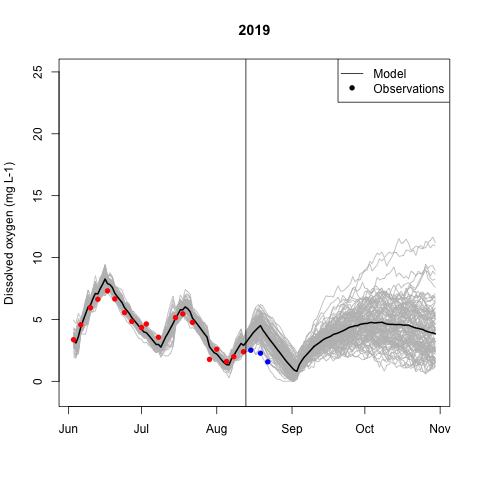 2019
Dissolved oxygen (mg L-1)
25
20
15
10
5
0
Model
Observations
Jun Jul Aug Sep Oct Nov